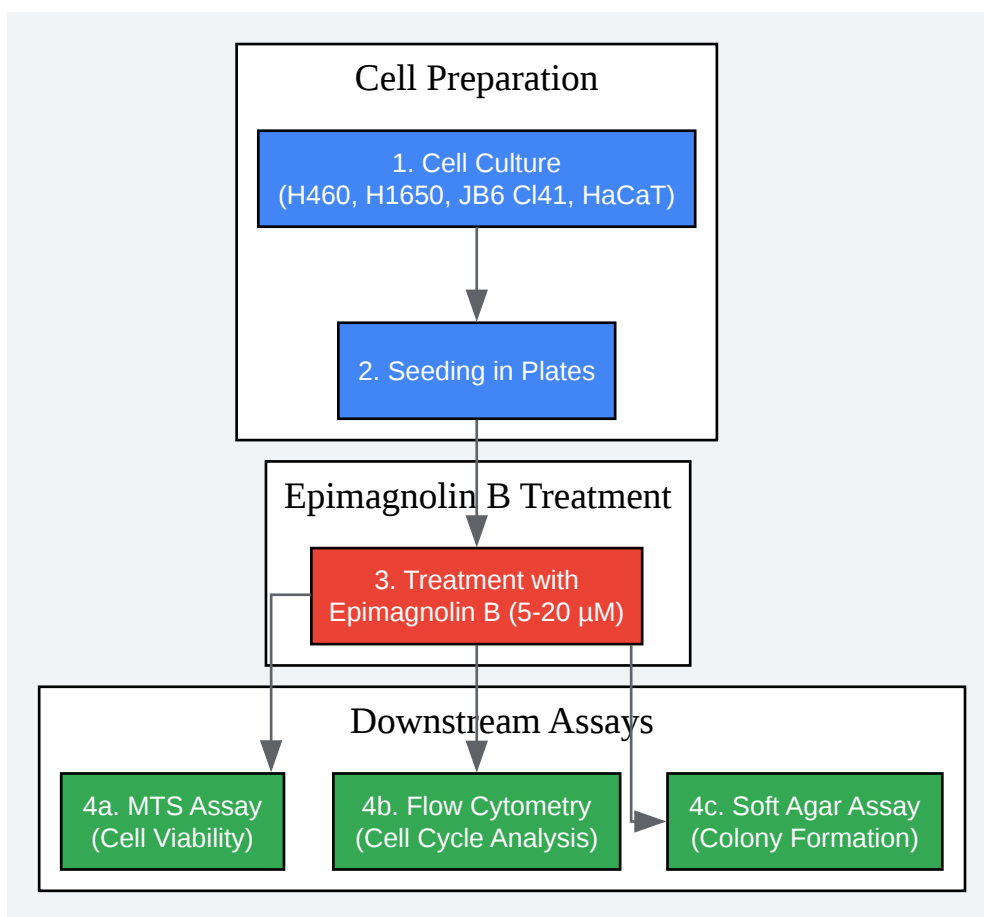 Cell Preparation
1. Cell Culture
(H460, H1650, JB6 Cl41, HaCaT)
2. Seeding in Plates
Epimagnolin B Treatment
3. Treatment with
Epimagnolin B (5-20 µM)
Downstream Assays
4a. MTS Assay
(Cell Viability)
4b. Flow Cytometry
(Cell Cycle Analysis)
4c. Soft Agar Assay
(Colony Formation)